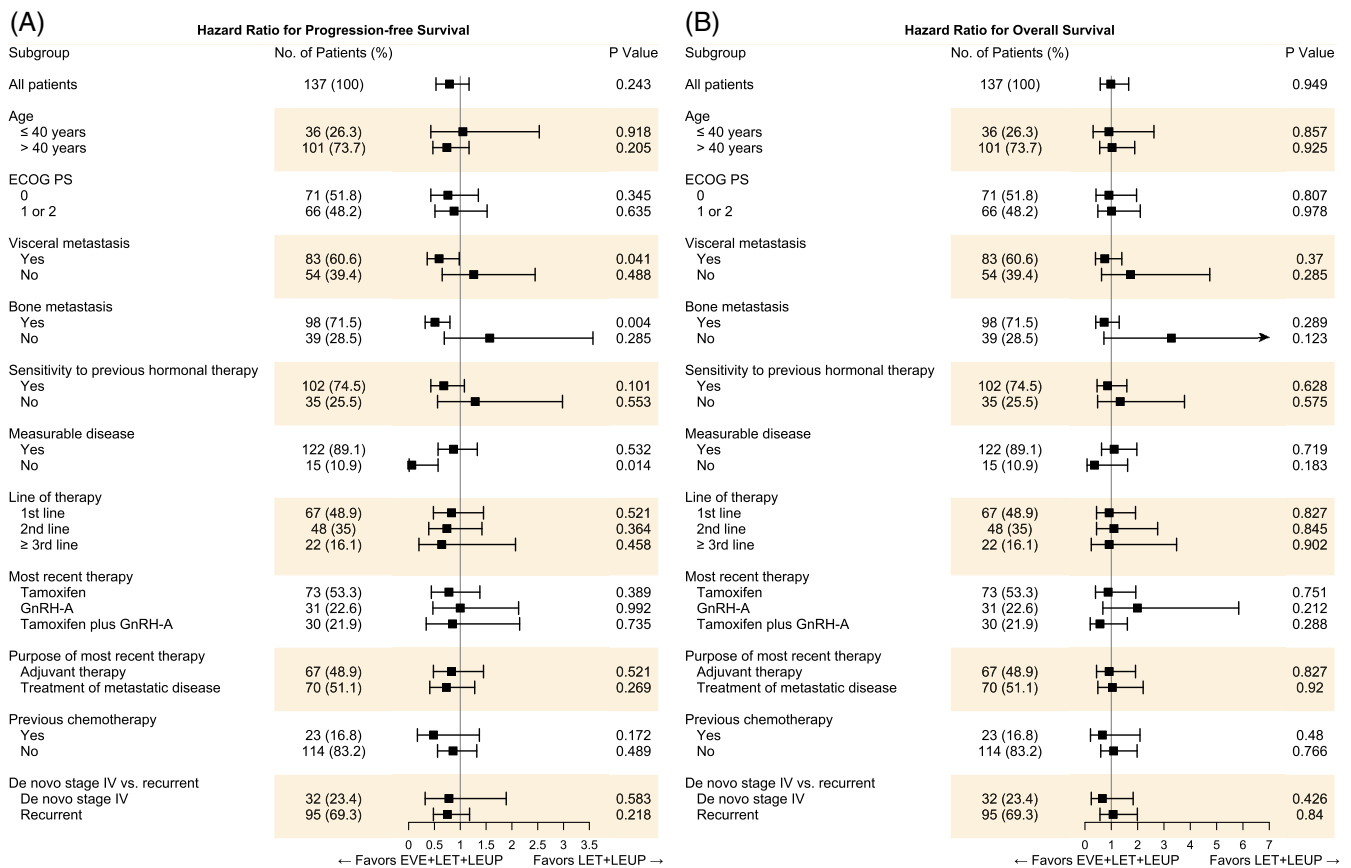 (A)
Hazard Ratio for Progression-free Survival
Subgroup No. of Patients (%) P Value
All patients 137 (100) 0.243
Age
≤ 40 years 36 (26.3) 0.918
> 40 years 101 (73.7) 0.205
ECOG PS
0 71 (51.8) 0.345
1 or 2 66 (48.2) 0.635
Visceral metastasis
Yes 83 (60.6) 0.041
No 54 (39.4) 0.488
Bone metastasis
Yes 98 (71.5) 0.004
No 39 (28.5) 0.285
Sensitivity to previous hormonal therapy
Yes 102 (74.5) 0.101
No 35 (25.5) 0.553
Measurable disease
Yes 122 (89.1) 0.532
No 15 (10.9) 0.014
Line of therapy
1st line 67 (48.9) 0.521
2nd line 48 (35) 0.364
≥ 3rd line 22 (16.1) 0.458
Most recent therapy
Tamoxifen 73 (53.3) 0.389
GnRH-A 31 (22.6) 0.992
Tamoxifen plus GnRH-A 30 (21.9) 0.735
Purpose of most recent therapy
Adjuvant therapy 67 (48.9) 0.521
Treatment of metastatic disease 70 (51.1) 0.269
Previous chemotherapy
Yes 23 (16.8) 0.172
No 114 (83.2) 0.489
De novo stage IV vs. recurrent
De novo stage IV 32 (23.4) 0.583
Recurrent 95 (69.3) 0.218
0 0.5 1 1.5 2 2.5 3 3.5
← Favors EVE+LET+LEUP Favors LET+LEUP →
(B)
Hazard Ratio for Overall Survival
Subgroup No. of Patients (%) P Value
All patients 137 (100) 0.949
Age
≤ 40 years 36 (26.3) 0.857
> 40 years 101 (73.7) 0.925
ECOG PS
0 71 (51.8) 0.807
1 or 2 66 (48.2) 0.978
Visceral metastasis
Yes 83 (60.6) 0.37
No 54 (39.4) 0.285
Bone metastasis
Yes 98 (71.5) 0.289
No 39 (28.5) 0.123
Sensitivity to previous hormonal therapy
Yes 102 (74.5) 0.628
No 35 (25.5) 0.575
Measurable disease
Yes 122 (89.1) 0.719
No 15 (10.9) 0.183
Line of therapy
1st line 67 (48.9) 0.827
2nd line 48 (35) 0.845
≥ 3rd line 22 (16.1) 0.902
Most recent therapy
Tamoxifen 73 (53.3) 0.751
GnRH-A 31 (22.6) 0.212
Tamoxifen plus GnRH-A 30 (21.9) 0.288
Purpose of most recent therapy
Adjuvant therapy 67 (48.9) 0.827
Treatment of metastatic disease 70 (51.1) 0.92
Previous chemotherapy
Yes 23 (16.8) 0.48
No 114 (83.2) 0.766
De novo stage IV vs. recurrent
De novo stage IV 32 (23.4) 0.426
Recurrent 95 (69.3) 0.84
0 1 2 3 4 5 6 7
← Favors EVE+LET+LEUP Favors LET+LEUP →